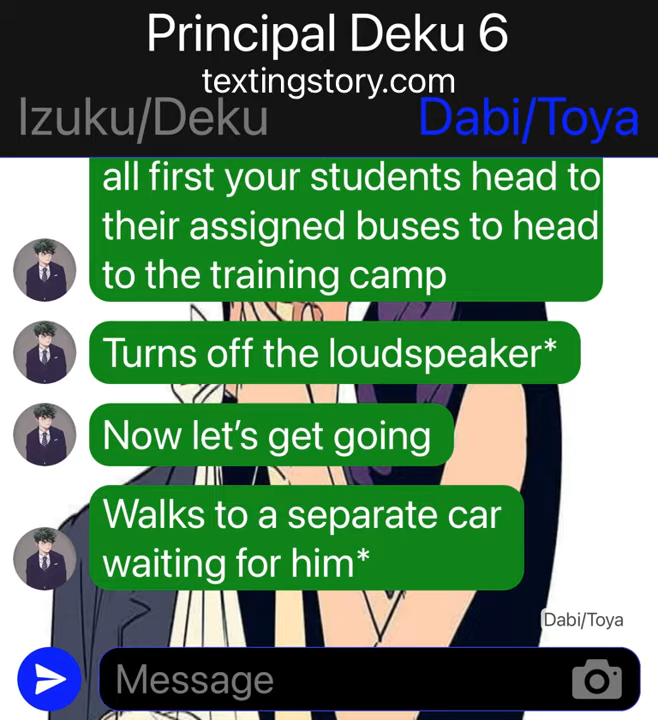 Principal Deku 6
textingstory.com
Izuku/Deku
Dabi/Toya
all first your students head to
their assigned buses to head
to the training camp
Turns off the loudspeaker*
Now let’s get going
Walks to a separate car
waiting for him*
Dabi/Toya
Message